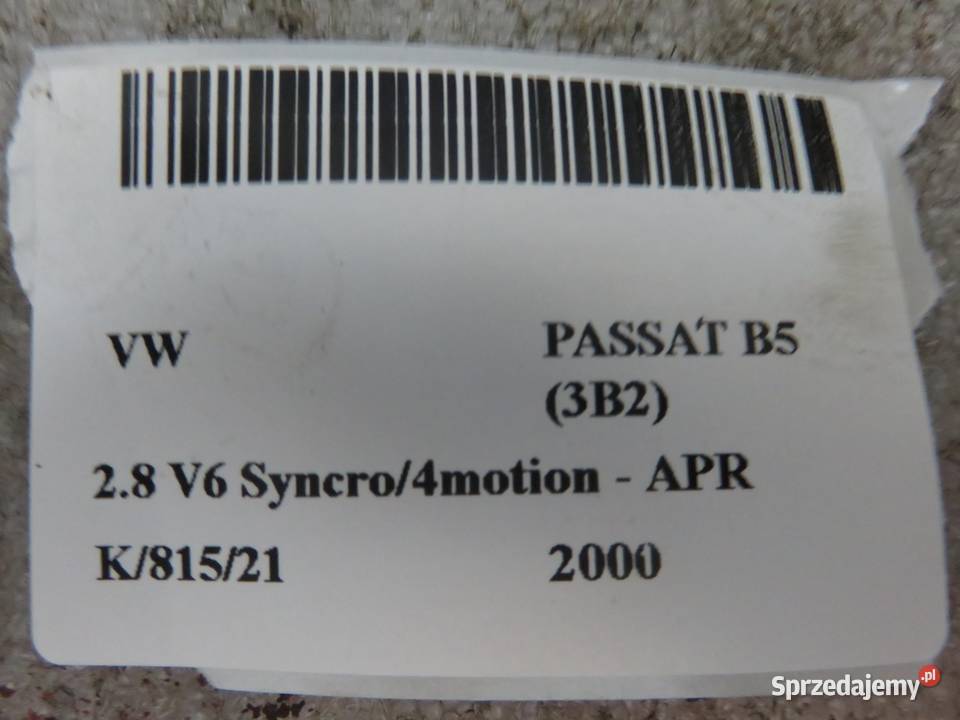 VW PASSAT B5
(3B2)
2.8 V6 Syncro/4motion - APR
K/815/21 2000
Sprzedajemy.pl